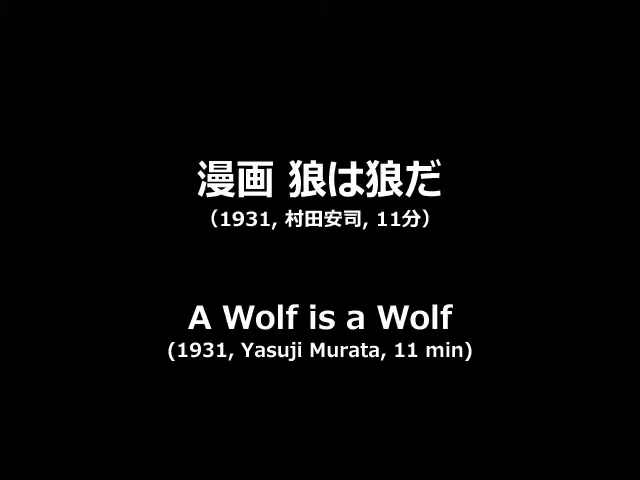 漫画 狼は狼だ
（1931, 村田安司, 11分）
A Wolf is a Wolf
(1931, Yasuji Murata, 11 min)